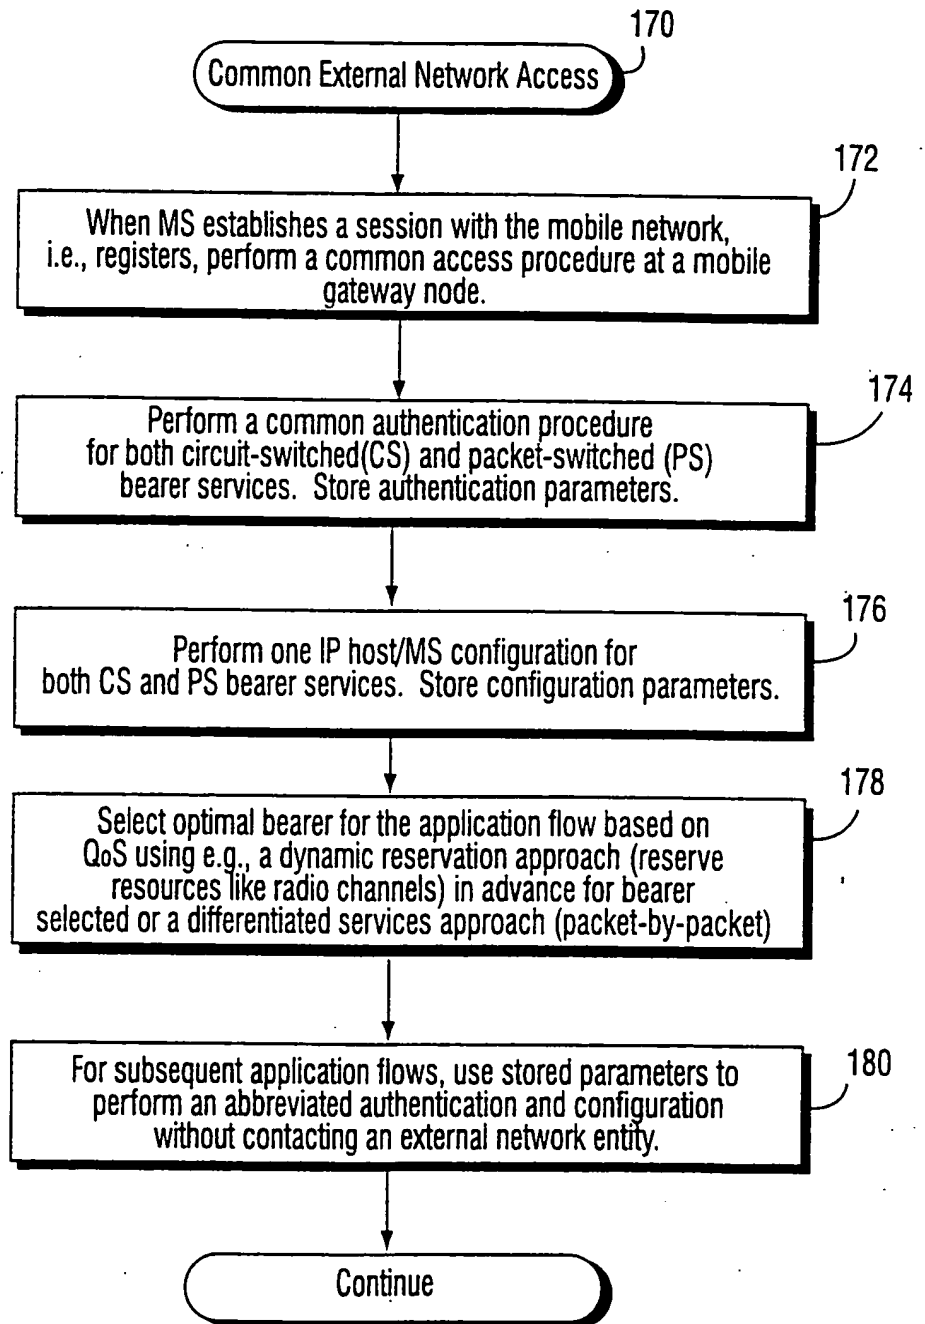 170
Common External Network Access
172
When MS establishes a session with the mobile network,
i.e., registers, perform a common access procedure at a mobile
gateway node.
174
Perform a common authentication procedure
for both circuit-switched(CS) and packet-switched (PS)
bearer services. Store authentication parameters.
176
Perform one IP host/MS configuration for
both CS and PS bearer services. Store configuration parameters.
178
Select optimal bearer for the application flow based on
QoS using e.g., a dynamic reservation approach (reserve
resources like radio channels) in advance for bearer
selected or a differentiated services approach (packet-by-packet)
180
For subsequent application flows, use stored parameters to
perform an abbreviated authentication and configuration
without contacting an external network entity.
Continue